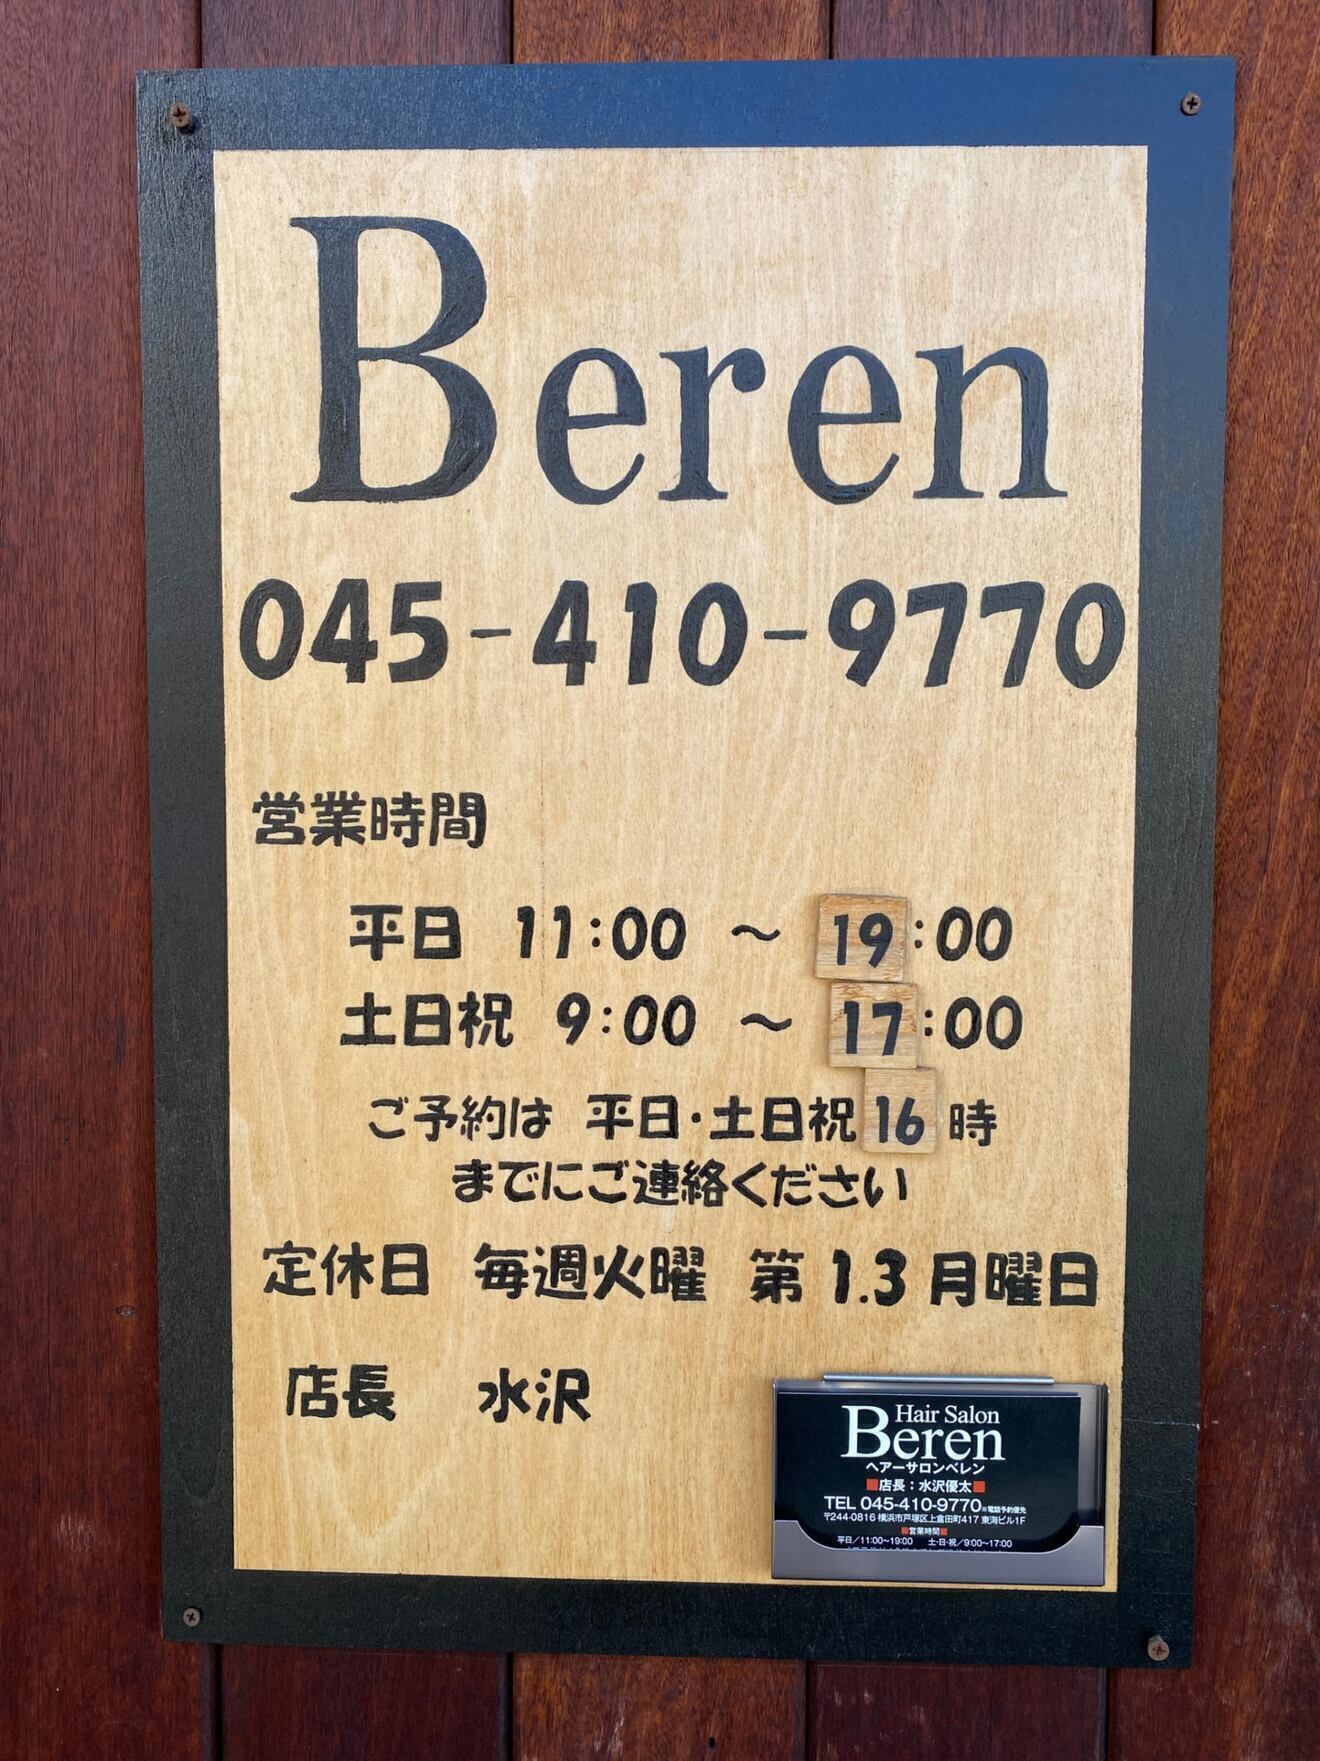 Beren
045-410-9770
営業時間
平日 11:00 ～ 19:00
土日祝 9:00 ～ 17:00
ご予約は 平日・土日祝 16 時
までにご連絡ください
定休日 毎週火曜 第 1.3 月曜日
店長 水沢
Hair Salon
Beren
ヘアーサロンベレン
■店長：水沢優太■
TEL 045-410-9770※電話予約優先
〒244-0816 横浜市戸塚区上倉田町417 東海ビル1F
■営業時間■
平日／11:00～19:00 土・日・祝／9:00～17:00